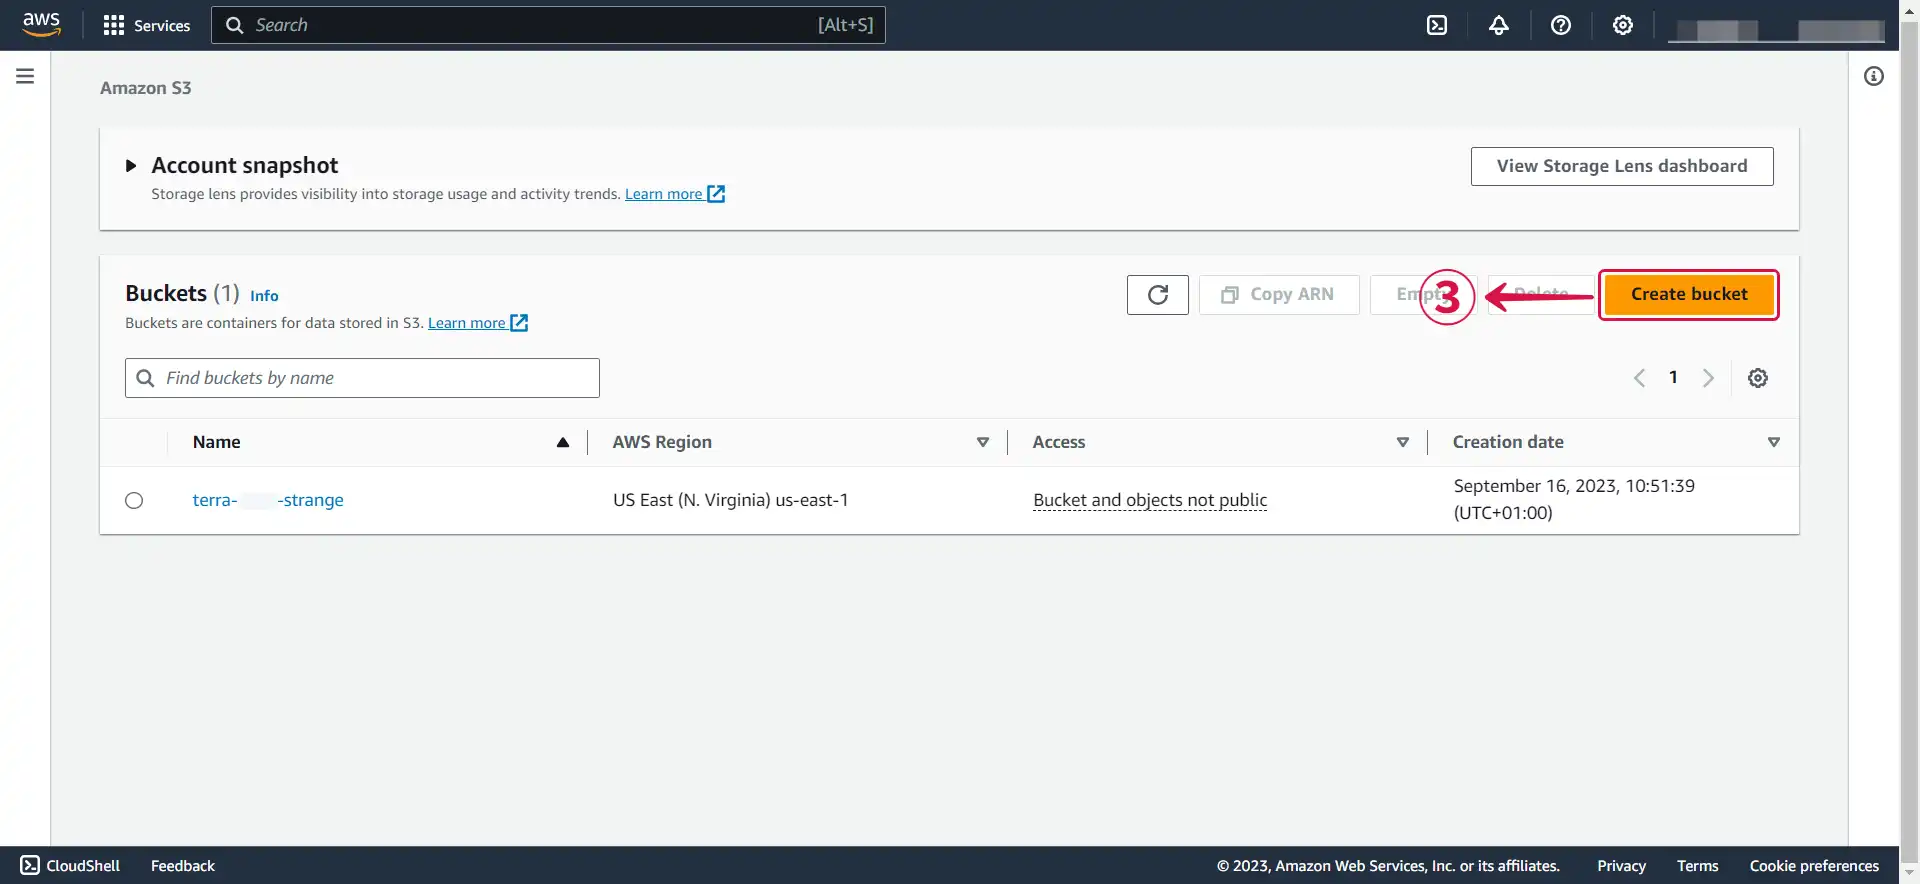 aws
Services
Search
[Alt+S]
Amazon S3
Account snapshot
Storage lens provides visibility into storage usage and activity trends. Learn more
View Storage Lens dashboard
Buckets (1) Info
Buckets are containers for data stored in S3. Learn more
Copy ARN
Empty
3
Delete
Create bucket
Find buckets by name
1
Name
AWS Region
Access
Creation date
terra-
-strange
US East (N. Virginia) us-east-1
Bucket and objects not public
September 16, 2023, 10:51:39
(UTC+01:00)
CloudShell
Feedback
© 2023, Amazon Web Services, Inc. or its affiliates.
Privacy
Terms
Cookie preferences